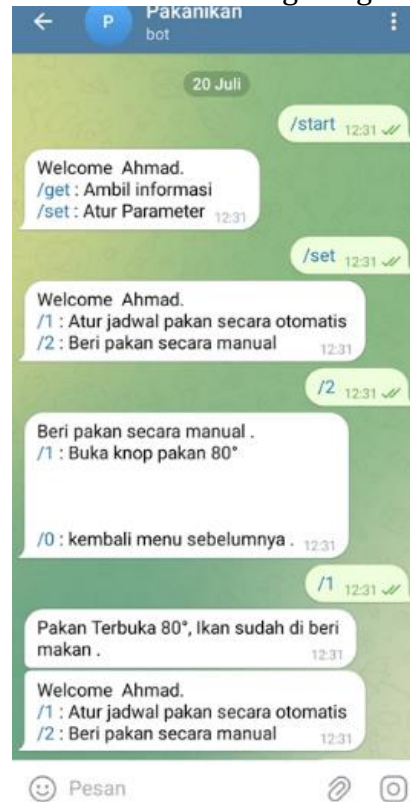 Pakanikan
P
bot
20 Juli
/start 12:31
Welcome Ahmad.
/get : Ambil informasi
/set : Atur Parameter 12:31
/set 12:31
Welcome Ahmad.
/1 : Atur jadwal pakan secara otomatis
/2 : Beri pakan secara manual 12:31
/2 12:31
Beri pakan secara manual .
/1 : Buka knop pakan 80°
/0 : kembali menu sebelumnya . 12:31
/1 12:31
Pakan Terbuka 80°, Ikan sudah di beri
makan . 12:31
Welcome Ahmad.
/1 : Atur jadwal pakan secara otomatis
/2 : Beri pakan secara manual 12:31
Pesan